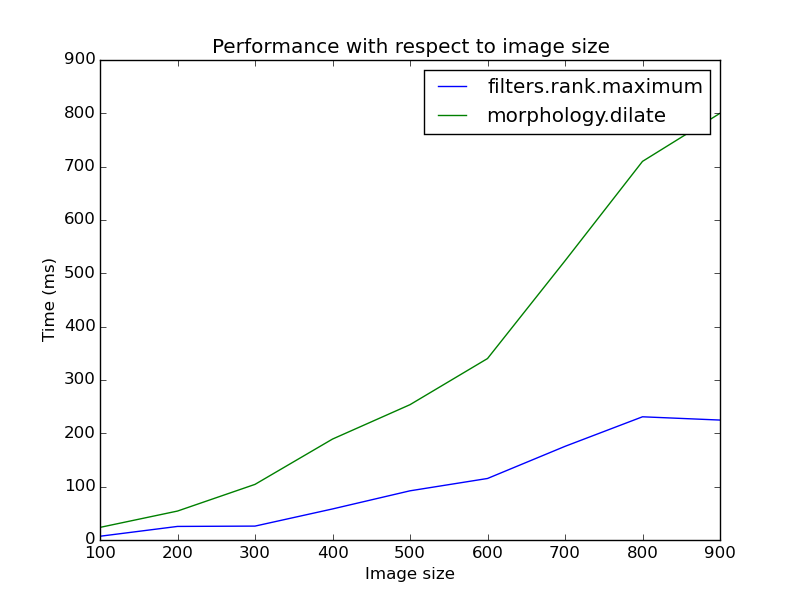 Performance with respect to image size
filters.rank.maximum
morphology.dilate
900
800
700
600
500
400
300
200
100
0
Time (ms)
100 200 300 400 500 600 700 800 900
Image size